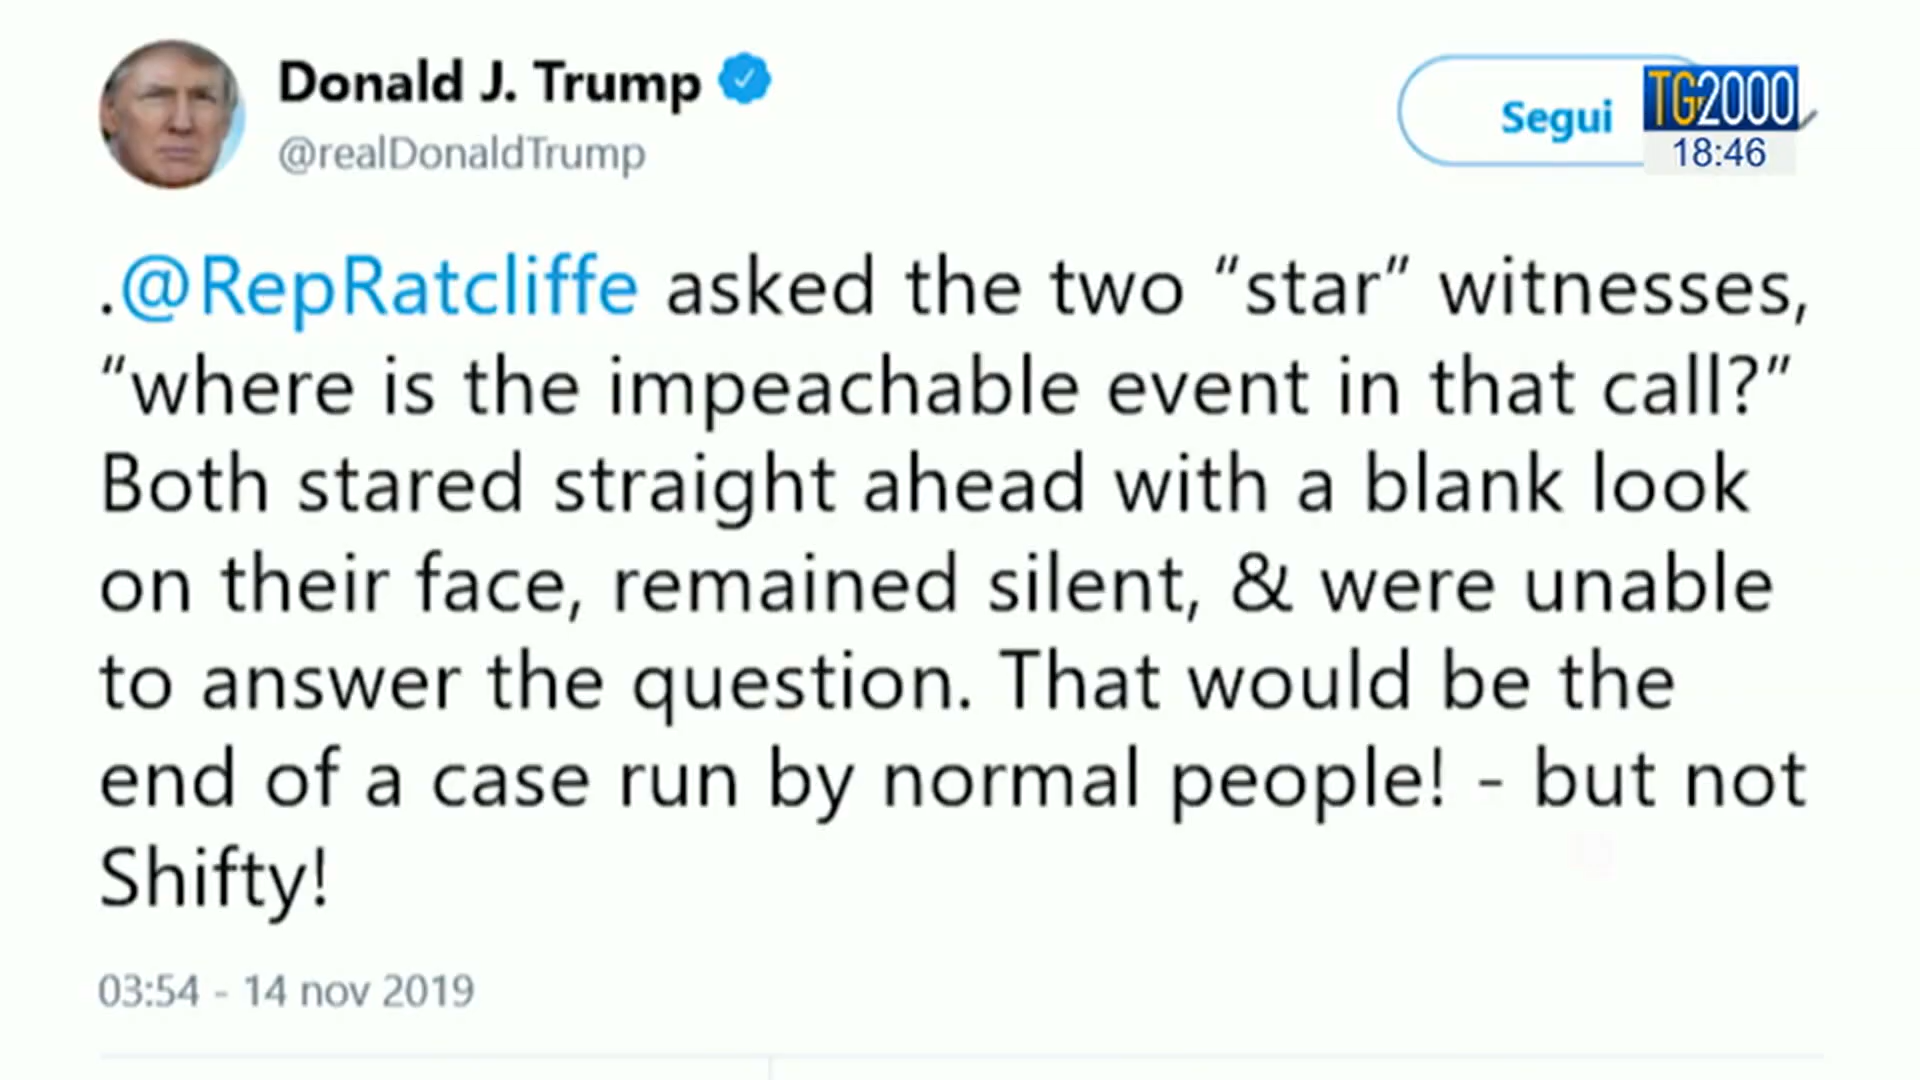 Donald J. Trump
@realDonaldTrump
Segui
TG2000
18:46
.@RepRatcliffe asked the two “star” witnesses,
“where is the impeachable event in that call?”
Both stared straight ahead with a blank look
on their face, remained silent, & were unable
to answer the question. That would be the
end of a case run by normal people! - but not
Shifty!
03:54 - 14 nov 2019